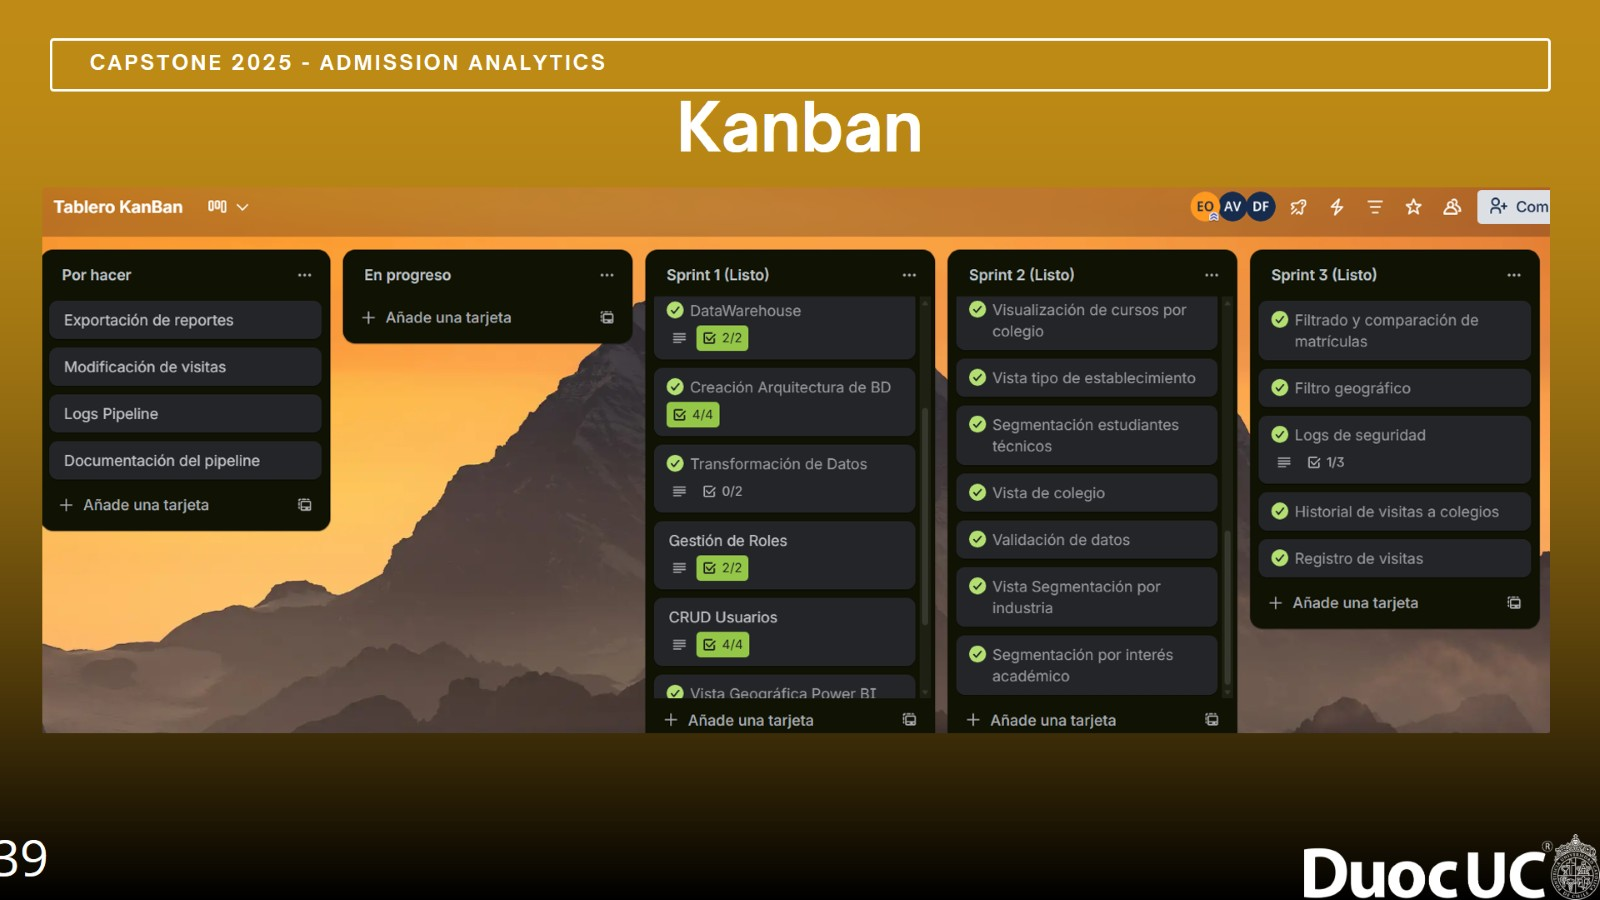 CAPSTONE 2025 - ADMISSION ANALYTICS
Kanban
Tablero KanBan
EO AV DF
Com
Por hacer
Exportación de reportes
Modificación de visitas
Logs Pipeline
Documentación del pipeline
+ Añade una tarjeta
En progreso
+ Añade una tarjeta
Sprint 1 (Listo)
DataWarehouse
2/2
Creación Arquitectura de BD
4/4
Transformación de Datos
0/2
Gestión de Roles
2/2
CRUD Usuarios
4/4
Vista Geográfica Power BI
+ Añade una tarjeta
Sprint 2 (Listo)
Visualización de cursos por
colegio
Vista tipo de establecimiento
Segmentación estudiantes
técnicos
Vista de colegio
Validación de datos
Vista Segmentación por
industria
Segmentación por interés
académico
+ Añade una tarjeta
Sprint 3 (Listo)
Filtrado y comparación de
matrículas
Filtro geográfico
Logs de seguridad
1/3
Historial de visitas a colegios
Registro de visitas
+ Añade una tarjeta
39
Duoc UC®